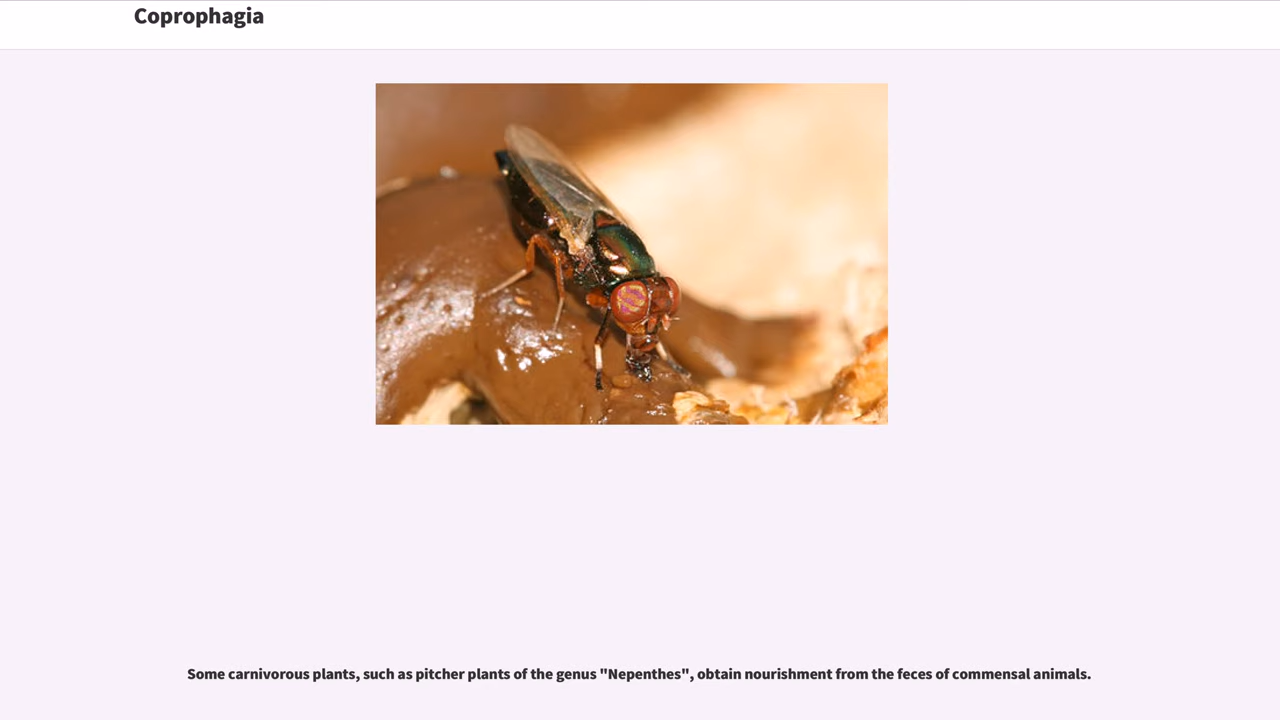 Coprophagia
Some carnivorous plants, such as pitcher plants of the genus "Nepenthes", obtain nourishment from the feces of commensal animals.